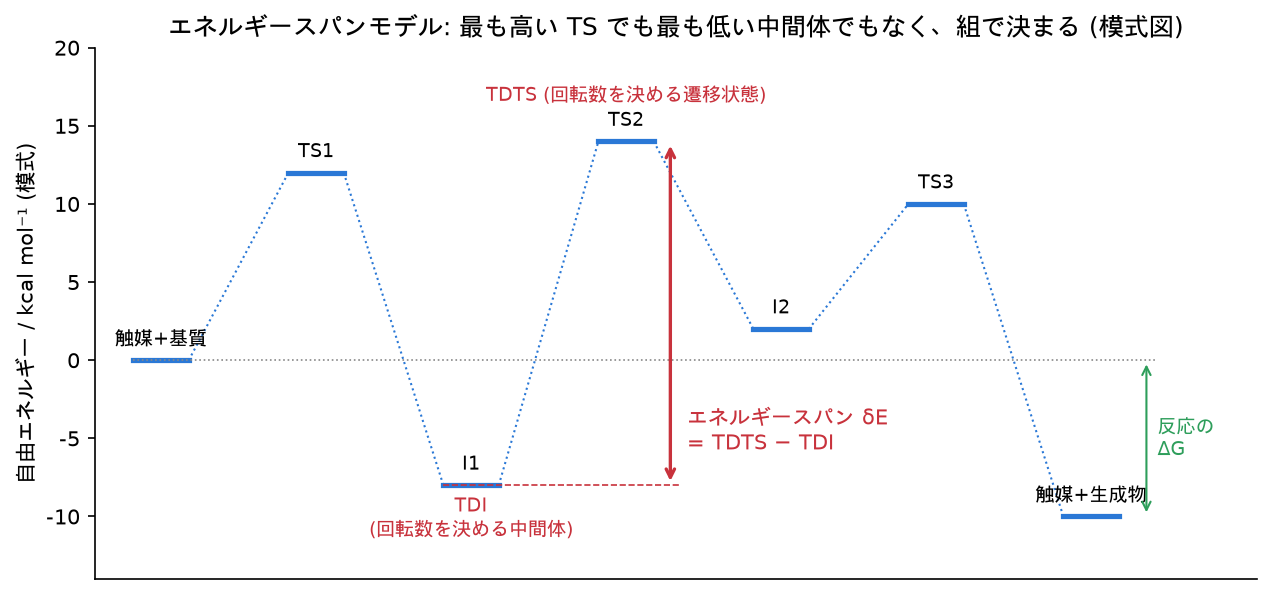 エネルギースパンモデル: 最も高い TS でも最も低い中間体でもなく、組で決まる (模式図)
自由エネルギー / kcal mol⁻¹ (模式)
20
15
10
5
0
-5
-10
TDTS (回転数を決める遷移状態)
TS2
TS1
TS3
I2
触媒+基質
エネルギースパン δE
= TDTS − TDI
反応の
ΔG
I1
TDI
(回転数を決める中間体)
触媒+生成物